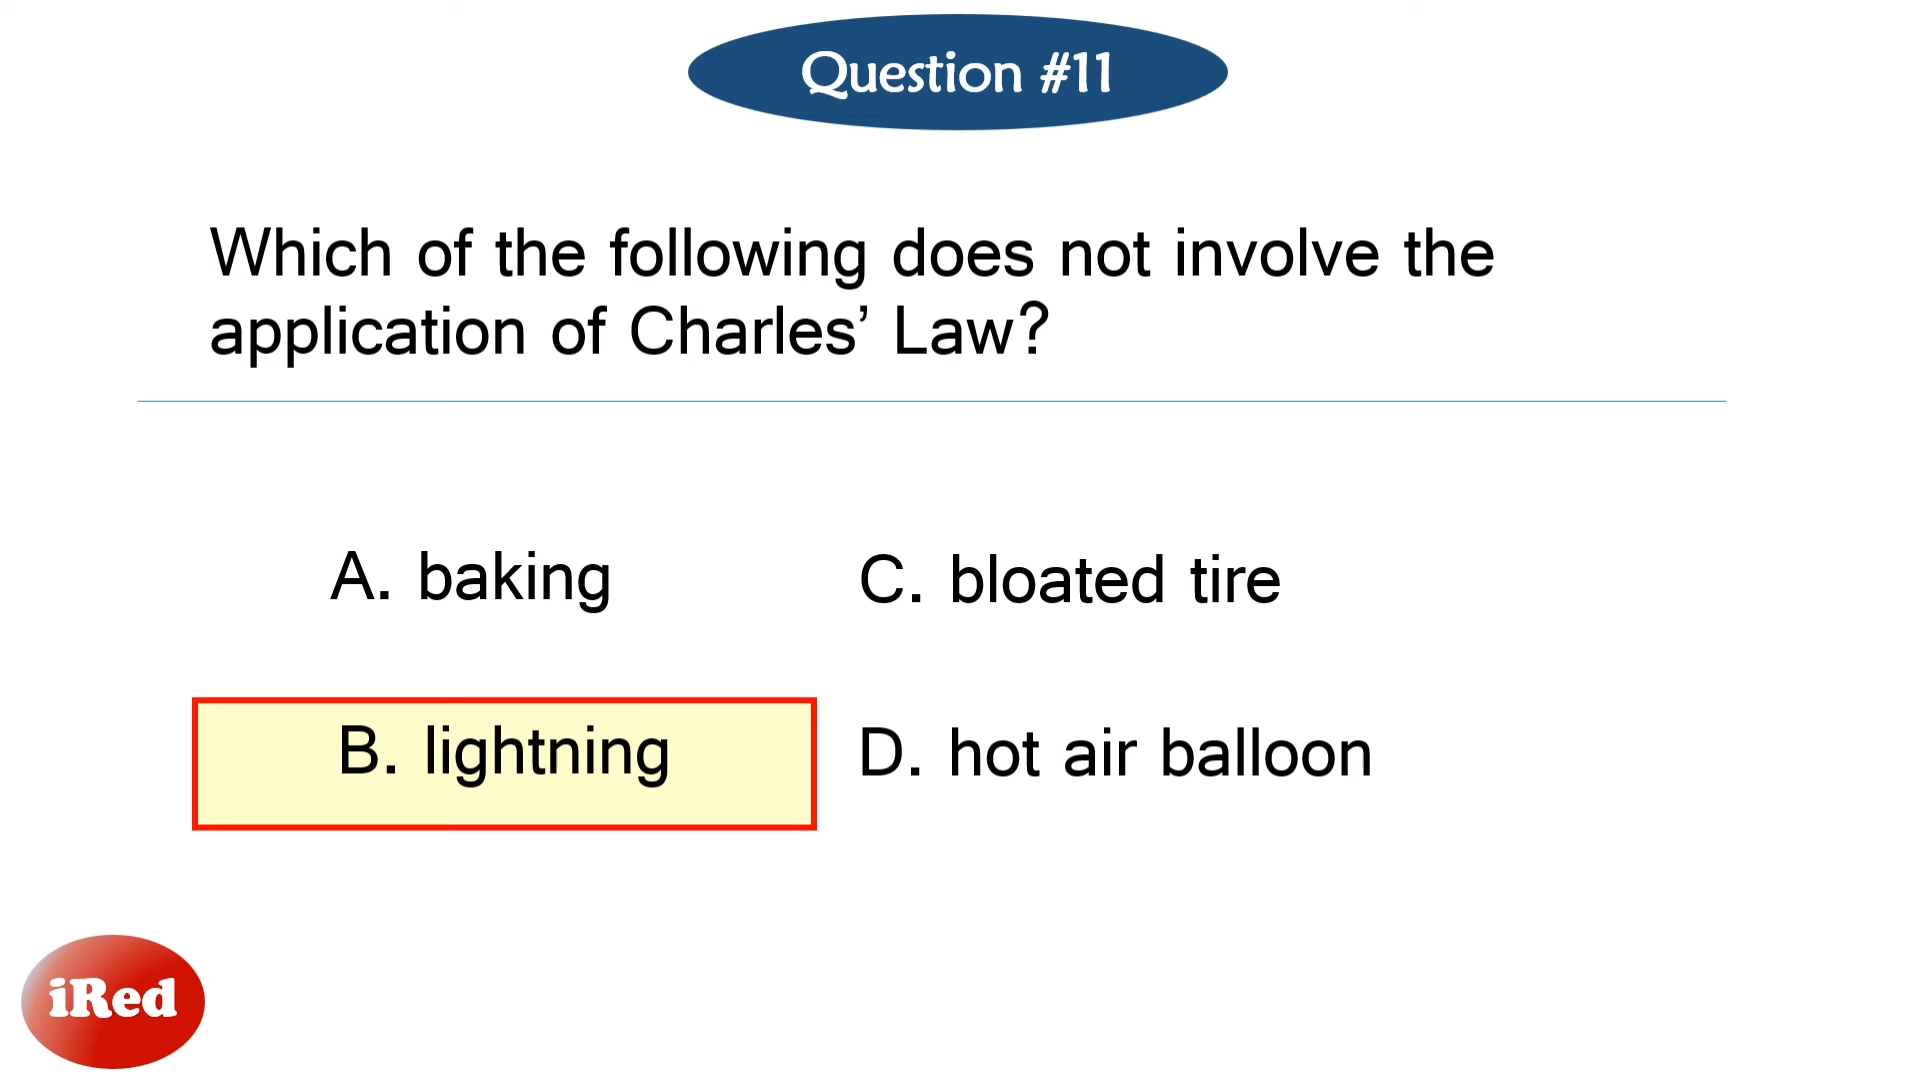 Question #11
Which of the following does not involve the
application of Charles’ Law?
A. baking
C. bloated tire
B. lightning
D. hot air balloon
iRed